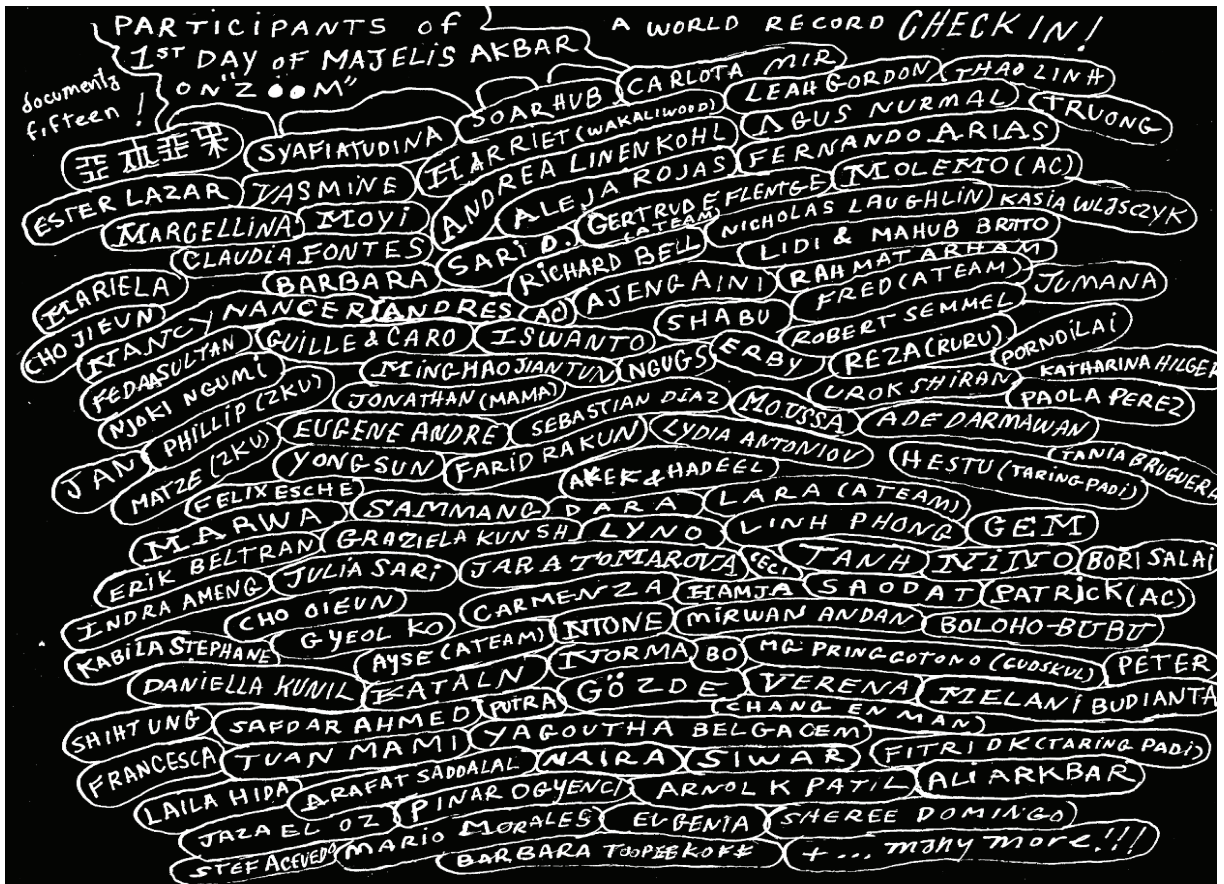 PARTICIPANTS OF
1ST DAY OF MAJELIS AKBAR
ON "ZOOM"
A WORLD RECORD CHECK IN!
documenta
fifteen!
SOARHUB CARLOTA MIR LEAH GORDON THAO LINH
SYAFIATUDINA HARRIET (WAKALIWOOD) AGUS NURMAL TRUONG
ESTER LAZAR YASMINE ANDREA LINENKOHL FERNANDO ARIAS
MARCELLINA MOYI ALEJA ROJAS GERTRUDE FLENTGE (ATEAM) MOLEMO (AC)
CLAUDIA FONTES SARI D. NICHOLAS LAUGHLIN KASIA WLJSCZYK
MARIELA BARBARA RICHARD BELL LIDI & MAHUB BRITTO
CHO JIEUN NANCY NANCER ANDRES (AC) AJENG AINI RAHMAT ARHAM
FRED (ATEAM) JUMANA
FEDAA SULTAN GUILLE & CARO ISWANTO SHABU ROBERT SEMMEL
NJOKI NGUMI MINGHAO JIANTUN NGUGS ERBY REZA (RURU) PORNDILAI
KATHARINA HILGER
PHILLIP (ZKU) JONATHAN (MAMA) SEBASTIAN DIAZ MOUSSA UROK SHIRAN PAOLA PEREZ
JAN EUGENE ANDRE FARID RAKUN LYDIA ANTONIOU ADE DARMAWAN
MATZE (ZKU) YONGSUN AKEK & HADEEL HESTU (TARING PADI) TANIA BRUGUERA
FELIX ESCHE SAMMANG DARA LARA (ATEAM)
MARWA GRAZIELA KUNSH LYNO LINH PHONG GEM
ERIK BELTRAN JULIA SARI JARA TOMAROVA CECI TANH NINO BORI SALAI
INDRA AMENG CHO OIEUN CARMENZA HAMJA SAODAT PATRICK (AC)
KABILA STEPHANE GYEOL KO AYSE (ATEAM) NIONE MIRWAN ANDAN BOLOHO-BUBU
DANIELLA KUNIL KATALN NORMA BO MG PRINGGOTONO (GUDSKUL) PETER
SHIHTUNG SAFDAR AHMED PUTRA GÖZDE VERENA MELANI BUDIANTA
CHANG EN MAN
FRANCESCA TUAN MAMI YAGOUTHA BELGACEM
LAILA HIDA ARAFAT SADDALAL NAIRA SIWAR FITRI DK (TARING PADI)
JAZA EL OZ PINAR OGYENCI ARNOL K PATIL ALI ARKBAR
STEF ACEVEDO MARIO MORALES EUGENIA SHEREE DOMINGO
BARBARA + ... many more!!!